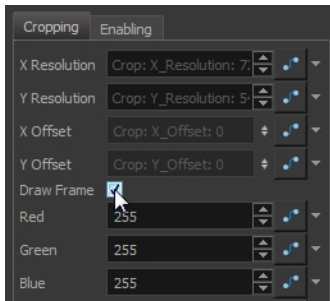 Cropping Enabling
X Resolution Crop: X_Resolution: 7
Y Resolution Crop: Y_Resolution: 5
X Offset Crop: X_Offset: 0
Y Offset Crop: Y_Offset: 0
Draw Frame
Red 255
Green 255
Blue 255